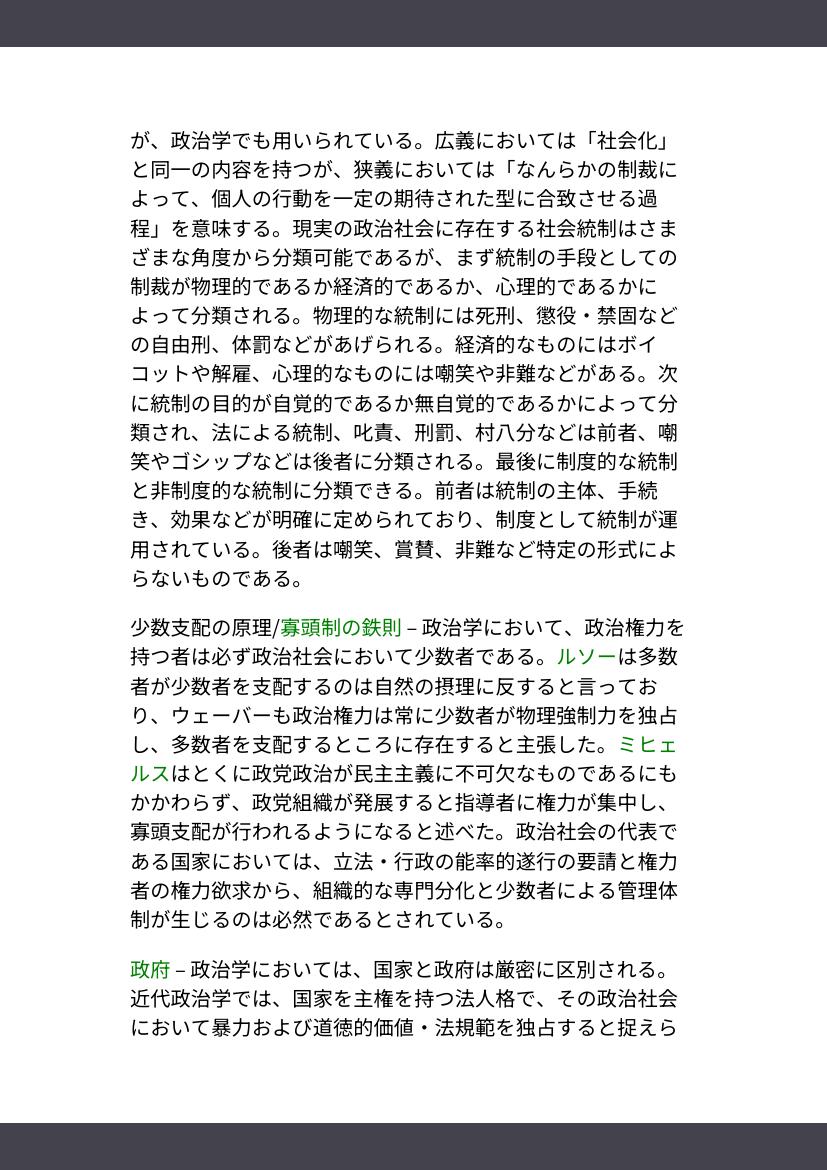 が、政治学でも用いられている。広義においては「社会化」
と同一の内容を持つが、狭義においては「なんらかの制裁に
よって、個人の行動を一定の期待された型に合致させる過
程」を意味する。現実の政治社会に存在する社会統制はさま
ざまな角度から分類可能であるが、まず統制の手段としての
制裁が物理的であるか経済的であるか、心理的であるかに
よって分類される。物理的な統制には死刑、懲役・禁固など
の自由刑、体罰などがあげられる。経済的なものにはボイ
コットや解雇、心理的なものには嘲笑や非難などがある。次
に統制の目的が自覚的であるか無自覚的であるかによって分
類され、法による統制、叱責、刑罰、村八分などは前者、嘲
笑やゴシップなどは後者に分類される。最後に制度的な統制
と非制度的な統制に分類できる。前者は統制の主体、手続
き、効果などが明確に定められており、制度として統制が運
用されている。後者は嘲笑、賞賛、非難など特定の形式によ
らないものである。
少数支配の原理/寡頭制の鉄則 – 政治学において、政治権力を
持つ者は必ず政治社会において少数者である。ルソーは多数
者が少数者を支配するのは自然の摂理に反すると言ってお
り、ウェーバーも政治権力は常に少数者が物理強制力を独占
し、多数者を支配するところに存在すると主張した。ミヒェ
ルスはとくに政党政治が民主主義に不可欠なものであるにも
かかわらず、政党組織が発展すると指導者に権力が集中し、
寡頭支配が行われるようになると述べた。政治社会の代表で
ある国家においては、立法・行政の能率的遂行の要請と権力
者の権力欲求から、組織的な専門分化と少数者による管理体
制が生じるのは必然であるとされている。
政府 – 政治学においては、国家と政府は厳密に区別される。
近代政治学では、国家を主権を持つ法人格で、その政治社会
において暴力および道徳的価値・法規範を独占すると捉えら